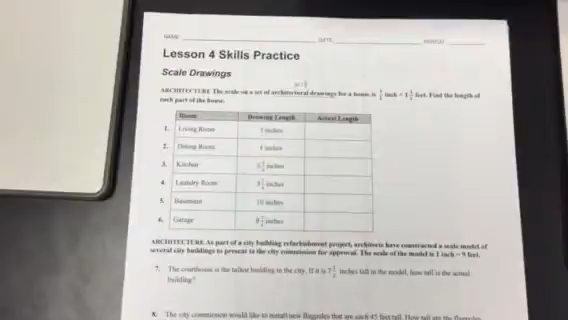 NAME DATE PERIOD
Lesson 4 Skills Practice
Scale Drawings
ARCHITECTURE The scale on a set of architectural drawings for a house is inch = 1 feet. Find the length of
each part of the house.
Room Drawing Length Actual Length
1. Living Room inches
2. Dining Room inches
3. Kitchen inches
4. Laundry Room inches
5. Basement 10 inches
6. Garage inches
ARCHITECTURE As part of a city building refurbishment project, architects have constructed a scale model of
several city buildings to present to the city commission for approval. The scale of the model is 1 inch = 9 feet.
7. The courthouse is the tallest building in the city. If it is 7 inches tall in the model, how tall is the actual
building?
8. The city commission would like to install new flagpoles that are each 45 feet tall. How tall are the flagpoles